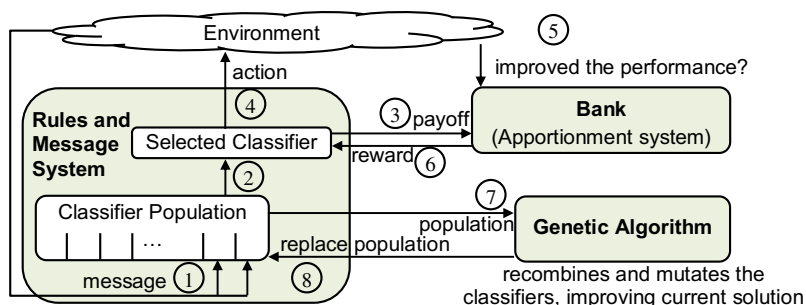 Environment
5
action
improved the performance?
4
Rules and
Message
System
3
payoff
Bank
(Apportionment system)
Selected Classifier
reward
6
2
7
Classifier Population
population
Genetic Algorithm
...
replace population
message
1
8
recombines and mutates the
classifiers, improving current solution